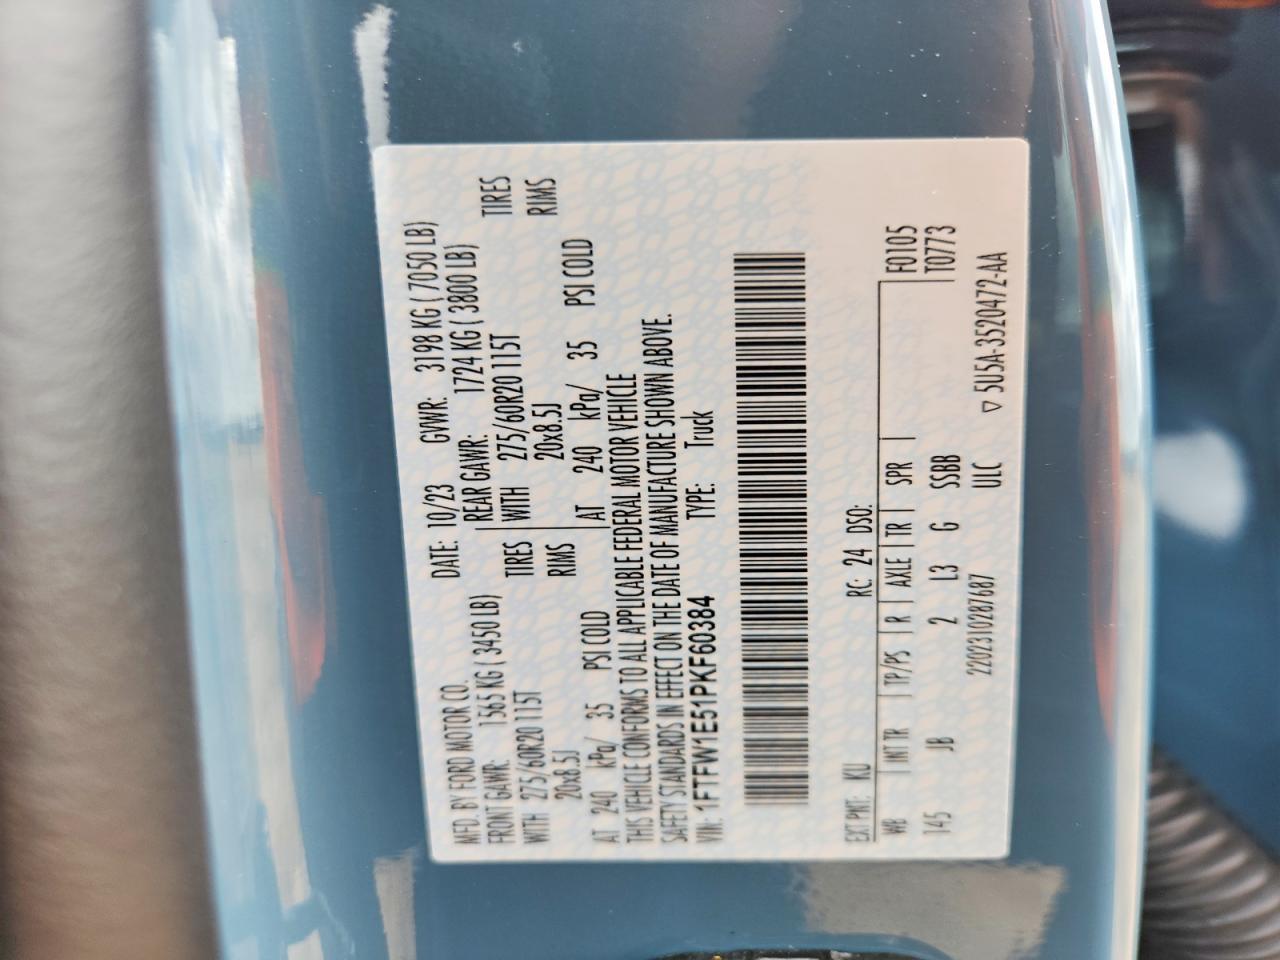 MFD. BY FORD MOTOR CO. DATE: 10/23 GVWR: 3198 KG ( 7050 LB)
FRONT GAWR: 1565 KG ( 3450 LB) REAR GAWR: 1724 KG ( 3800 LB)
WITH 275/60R20 115T TIRES WITH 275/60R20 115T TIRES
20x8.5J RIMS 20x8.5J RIMS
AT 240 kPa/ 35 PSI COLD AT 240 kPa/ 35 PSI COLD
THIS VEHICLE CONFORMS TO ALL APPLICABLE FEDERAL MOTOR VEHICLE
SAFETY STANDARDS IN EFFECT ON THE DATE OF MANUFACTURE SHOWN ABOVE.
VIN: 1FTFW1E51PKF60384 TYPE: Truck
EXT PNT: KU RC: 24 DSO:
WB INT TR TP/PS R AXLE TR SPR F0105
145 JB 2 L3 G SSBB T0773
2202310287687 ULC
▽ 5U5A-3520472-AA